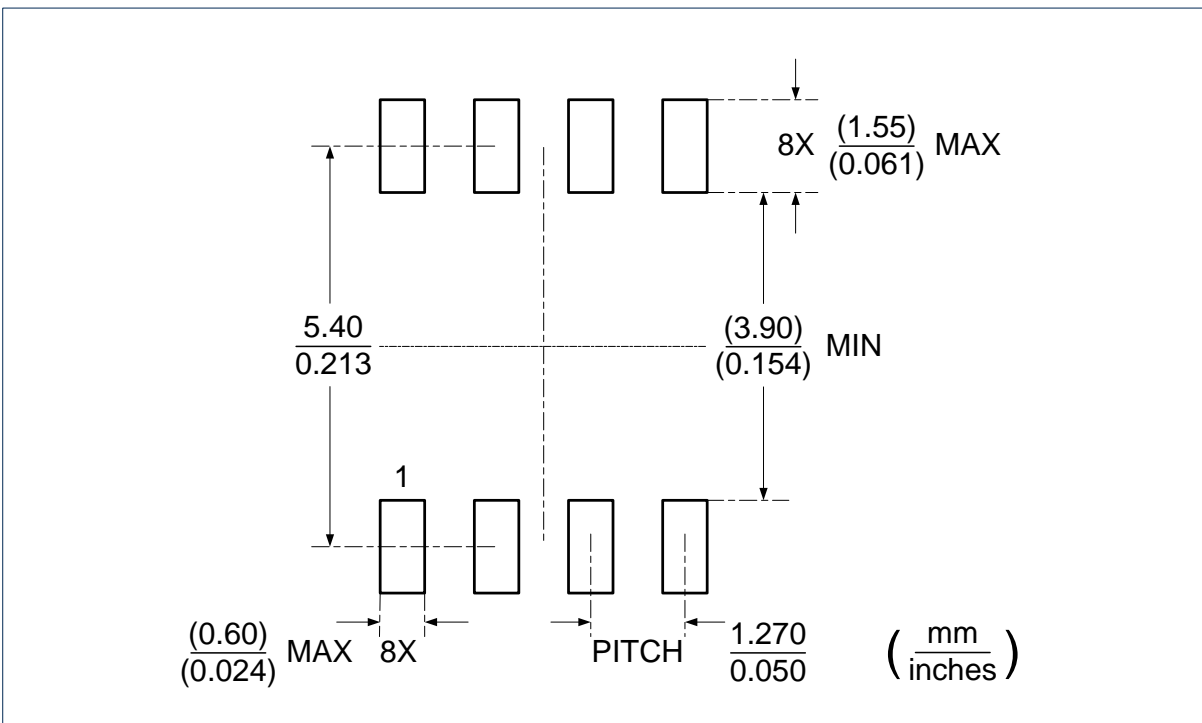 8X (1.55) MAX
(0.061)
5.40
0.213
(3.90) MIN
(0.154)
1
(0.60) MAX 8X
(0.024)
PITCH 1.270
0.050
(mm
inches)